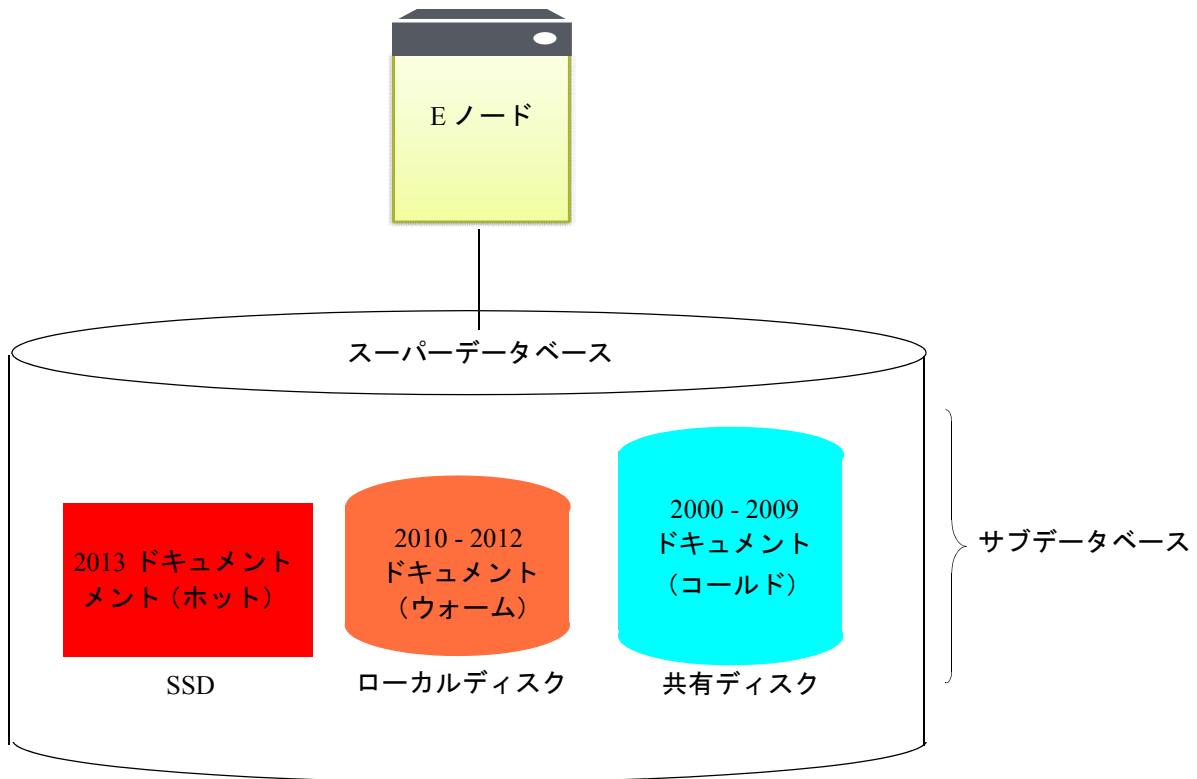 E ノード
スーパーデータベース
2013 ドキュメント
メント（ホット）
SSD
2010 - 2012
ドキュメント
（ウォーム）
ローカルディスク
2000 - 2009
ドキュメント
（コールド）
共有ディスク
サブデータベース